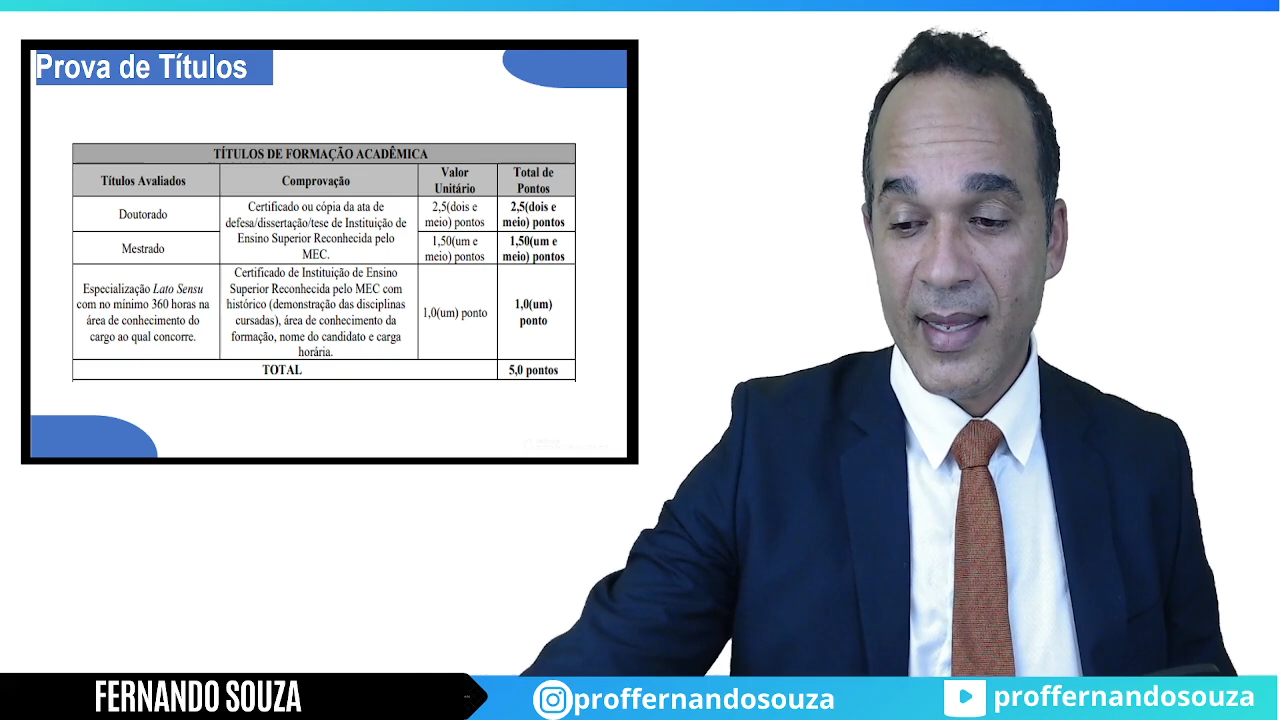 Prova de Títulos
TÍTULOS DE FORMAÇÃO ACADÊMICA
Títulos Avaliados
Comprovação
Valor
Unitário
Total de
Pontos
Doutorado
Certificado ou cópia da ata de
defesa/dissertação/tese de Instituição de
Ensino Superior Reconhecida pelo
MEC.
2,5(dois e
meio) pontos
2,5(dois e
meio) pontos
Mestrado
1,50(um e
meio) pontos
1,50(um e
meio) pontos
Especialização Lato Sensu
com no mínimo 360 horas na
área de conhecimento do
cargo ao qual concorre.
Certificado de Instituição de Ensino
Superior Reconhecida pelo MEC com
histórico (demonstração das disciplinas
cursadas), área de conhecimento da
formação, nome do candidato e carga
horária.
1,0(um) ponto
1,0(um)
ponto
TOTAL
5,0 pontos
FERNANDO SOUZA
proffernandosouza
proffernandosouza